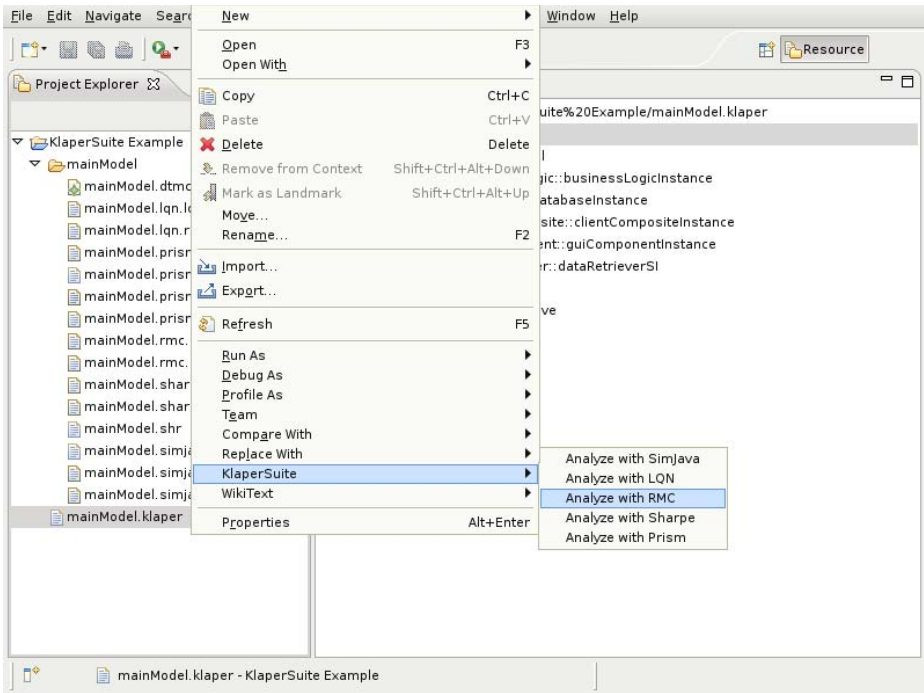 File Edit Navigate Sear Window Help
Resource
Project Explorer
KlaperSuite Example
mainModel
mainModel.dtmc
mainModel.lqn.l
mainModel.lqn.r
mainModel.prisr
mainModel.prisr
mainModel.prisr
mainModel.prisr
mainModel.rmc.
mainModel.rmc.
mainModel.shar
mainModel.shar
mainModel.shr
mainModel.simja
mainModel.simja
mainModel.simja
mainModel.klaper
New
Open F3
Open With
Copy Ctrl+C
Paste Ctrl+V
Delete Delete
Remove from Context Shift+Ctrl+Alt+Down
Mark as Landmark Shift+Ctrl+Alt+Up
Move...
Rename... F2
Import...
Export...
Refresh F5
Run As
Debug As
Profile As
Team
Compare With
Replace With
KlaperSuite
WikiText
Properties Alt+Enter
Analyze with SimJava
Analyze with LQN
Analyze with RMC
Analyze with Sharpe
Analyze with Prism
uite%20Example/mainModel.klaper
l
gic::businessLogicInstance
atabaseInstance
site::clientCompositeInstance
ent::guiComponentInstance
er::dataRetrieverSI
ve
mainModel.klaper - KlaperSuite Example